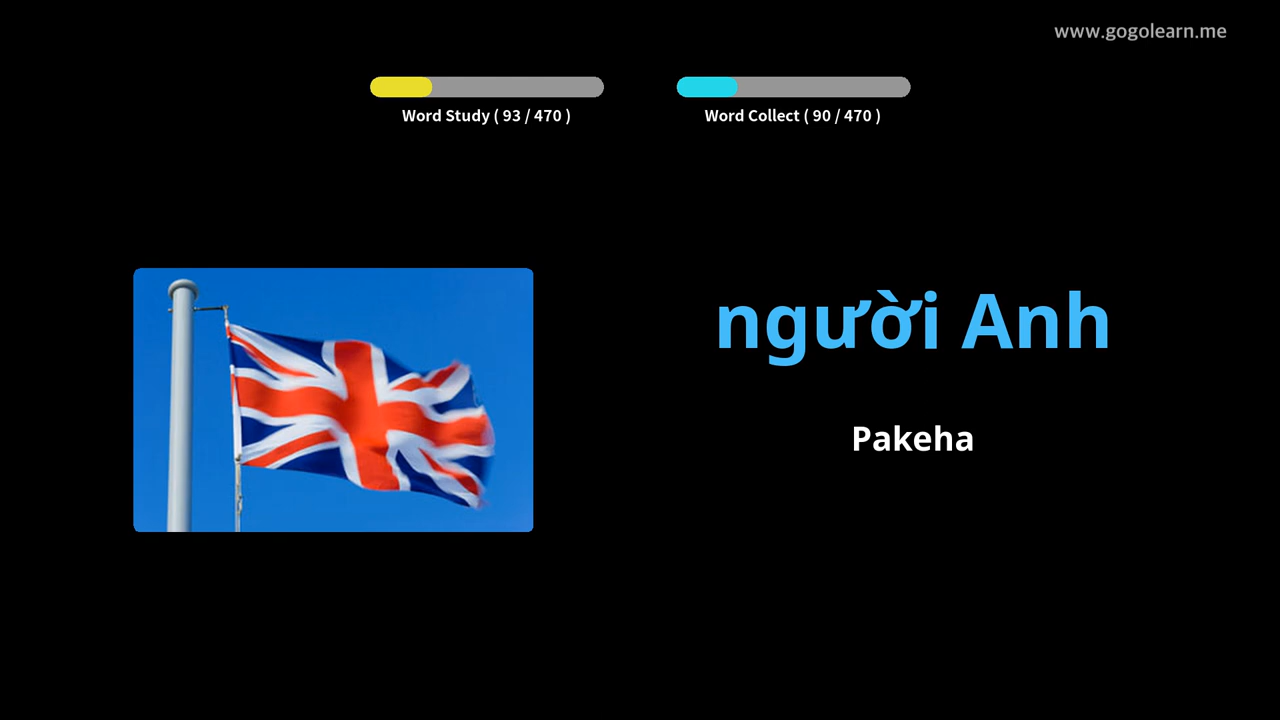 www.gogolearn.me
Word Study ( 93 / 470 )
Word Collect ( 90 / 470 )
người Anh
Pakeha